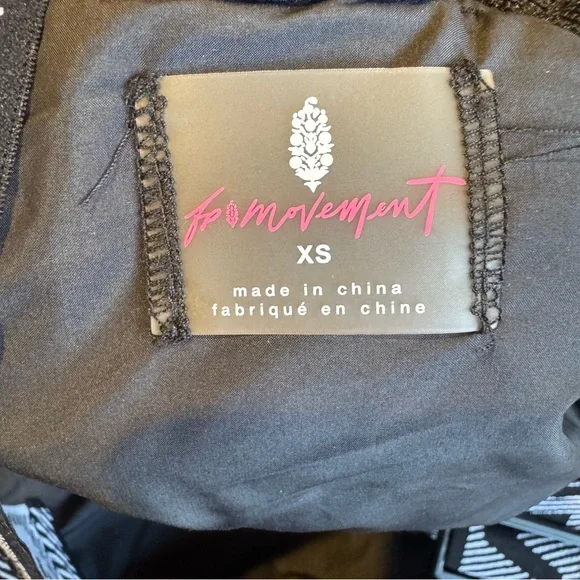 fp movement
XS
made in china
fabriqué en chine